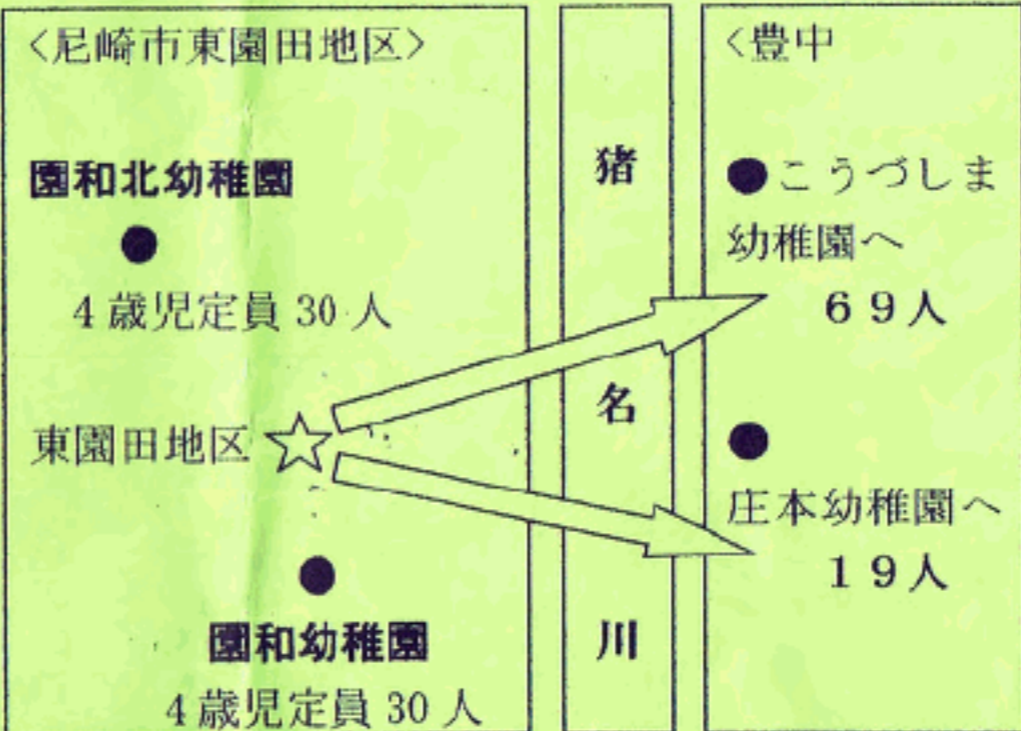 〈尼崎市東園田地区〉
園和北幼稚園
4歳児定員30人
東園田地区
園和幼稚園
4歳児定員30人
猪名川
〈豊中
こうづしま
幼稚園へ
69人
庄本幼稚園へ
19人